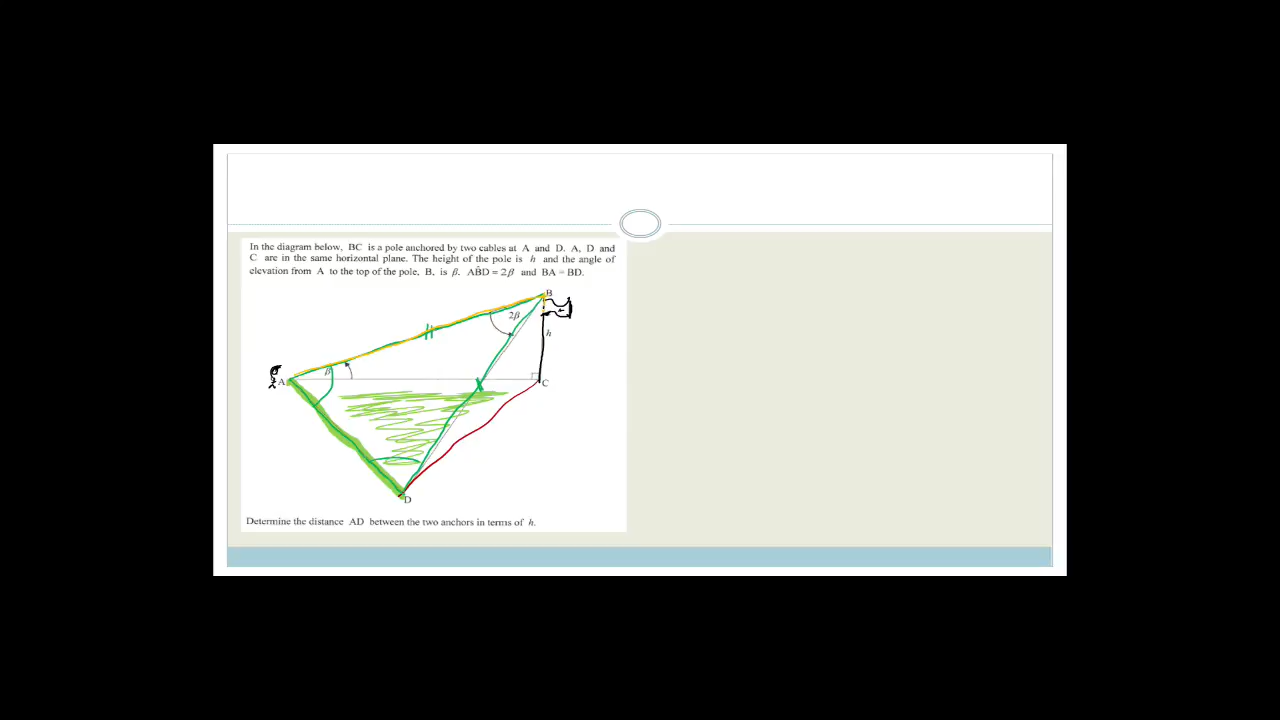 In the diagram below, BC is a pole anchored by two cables at A and D. A, D and
C are in the same horizontal plane. The height of the pole is h and the angle of
elevation from A to the top of the pole, B, is β. AB̂D = 2β and BA = BD.
B
2β
h
β
A
C
D
Determine the distance AD between the two anchors in terms of h.